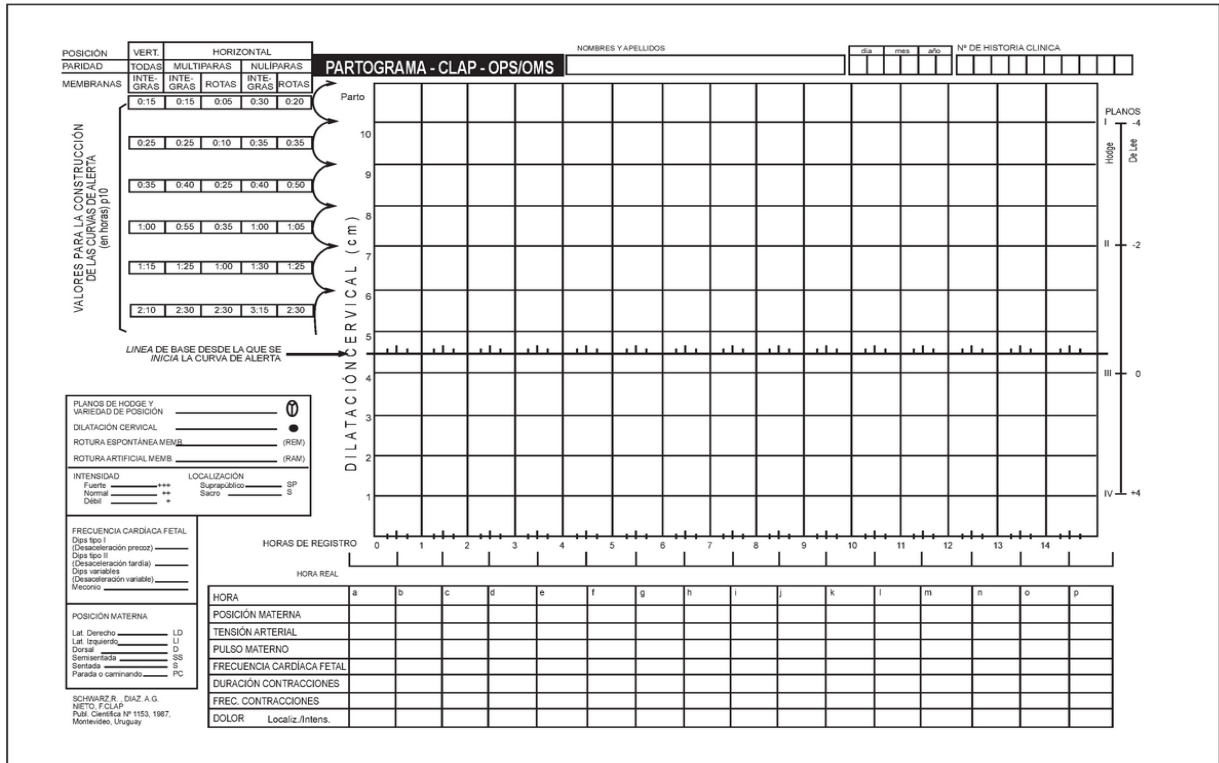 POSICIÓN VERT. HORIZONTAL
PARIDAD TODAS MULTIPARAS NULÍPARAS
MEMBRANAS INTE-GRAS INTE-GRAS ROTAS INTE-GRAS ROTAS
PARTOGRAMA - CLAP - OPS/OMS
NOMBRES Y APELLIDOS
día mes año
Nº DE HISTORIA CLINICA
VALORES PARA LA CONSTRUCCIÓN
DE LAS CURVAS DE ALERTA
(en horas) p10
0:15 0:15 0:05 0:30 0:20
0:25 0:25 0:10 0:35 0:35
0:35 0:40 0:25 0:40 0:50
1:00 0:55 0:35 1:00 1:05
1:15 1:25 1:00 1:30 1:25
2:10 2:30 2:30 3:15 2:30
LINEA DE BASE DESDE LA QUE SE
INICIA LA CURVA DE ALERTA
DILATACIÓN CERVICAL (cm)
Parto
10
9
8
7
6
5
4
3
2
1
PLANOS
Hodge De Lee
I -4
II -2
III 0
IV +4
PLANOS DE HODGE Y
VARIEDAD DE POSICIÓN
DILATACIÓN CERVICAL
ROTURA ESPONTÁNEA MEMB. (REM)
ROTURA ARTIFICIAL MEMB. (RAM)
INTENSIDAD
Fuerte +++
Normal ++
Débil +
LOCALIZACIÓN
Suprapúblico SP
Sacro S
FRECUENCIA CARDÍACA FETAL
Dips tipo I
(Desaceleración precoz)
Dips tipo II
(Desaceleración tardía)
Dips variables
(Desaceleración variable)
Meconio
POSICIÓN MATERNA
Lat. Derecho LD
Lat. Izquierdo LI
Dorsal D
Semisentada SS
Sentada S
Parada o caminando PC
SCHWARZ,R. , DIAZ. A.G.
NIETO, F.CLAP
Publ. Científica Nº 1153, 1987,
Montevideo, Uruguay
HORAS DE REGISTRO 0 1 2 3 4 5 6 7 8 9 10 11 12 13 14
HORA REAL
HORA a b c d e f g h i j k l m n o p
POSICIÓN MATERNA
TENSIÓN ARTERIAL
PULSO MATERNO
FRECUENCIA CARDÍACA FETAL
DURACIÓN CONTRACCIONES
FREC. CONTRACCIONES
DOLOR Localiz./Intens.